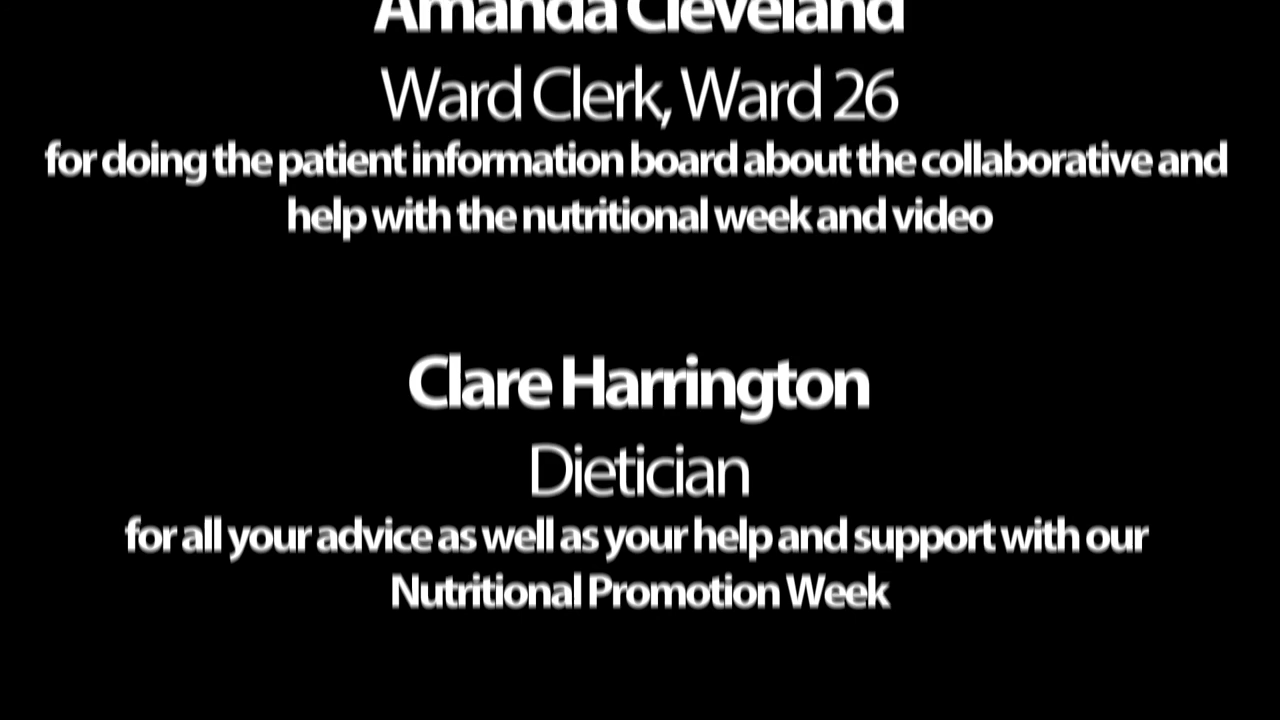 Amanda Cleveland
Ward Clerk, Ward 26
for doing the patient information board about the collaborative and
help with the nutritional week and video
Clare Harrington
Dietician
for all your advice as well as your help and support with our
Nutritional Promotion Week